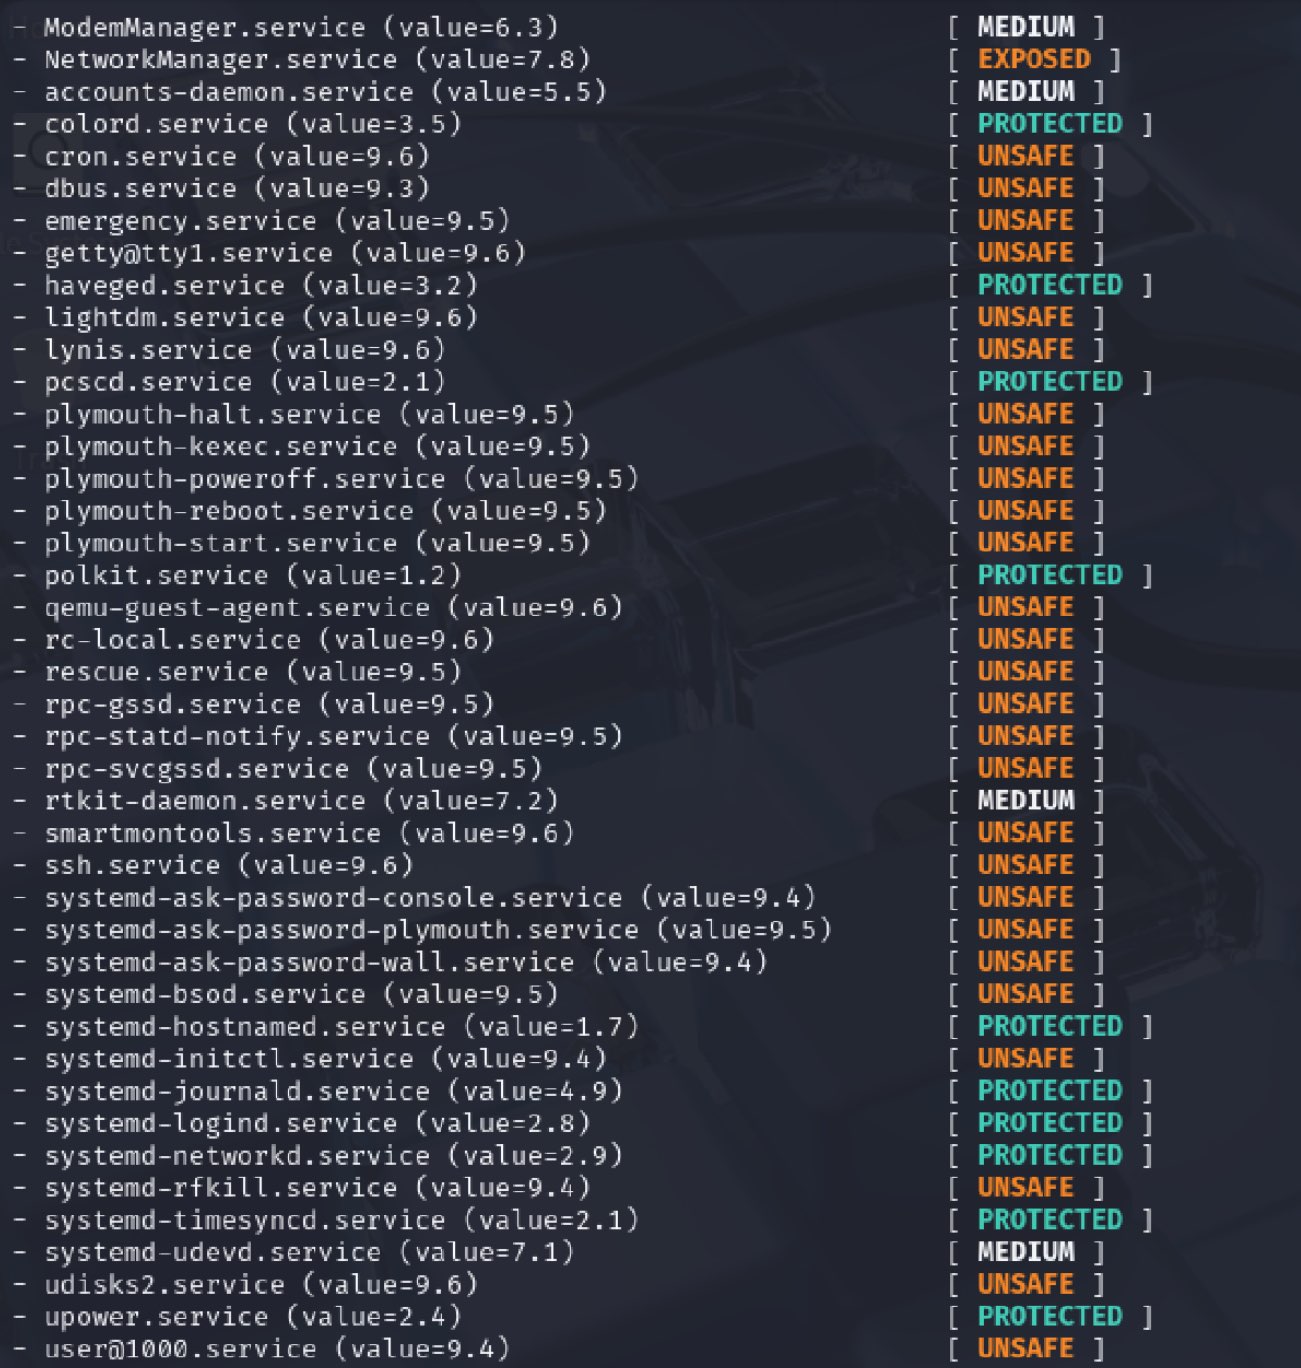 - ModemManager.service (value=6.3) [ MEDIUM ]
- NetworkManager.service (value=7.8) [ EXPOSED ]
- accounts-daemon.service (value=5.5) [ MEDIUM ]
- colord.service (value=3.5) [ PROTECTED ]
- cron.service (value=9.6) [ UNSAFE ]
- dbus.service (value=9.3) [ UNSAFE ]
- emergency.service (value=9.5) [ UNSAFE ]
- getty@tty1.service (value=9.6) [ UNSAFE ]
- haveged.service (value=3.2) [ PROTECTED ]
- lightdm.service (value=9.6) [ UNSAFE ]
- lynis.service (value=9.6) [ UNSAFE ]
- pcscd.service (value=2.1) [ PROTECTED ]
- plymouth-halt.service (value=9.5) [ UNSAFE ]
- plymouth-kexec.service (value=9.5) [ UNSAFE ]
- plymouth-poweroff.service (value=9.5) [ UNSAFE ]
- plymouth-reboot.service (value=9.5) [ UNSAFE ]
- plymouth-start.service (value=9.5) [ UNSAFE ]
- polkit.service (value=1.2) [ PROTECTED ]
- qemu-guest-agent.service (value=9.6) [ UNSAFE ]
- rc-local.service (value=9.6) [ UNSAFE ]
- rescue.service (value=9.5) [ UNSAFE ]
- rpc-gssd.service (value=9.5) [ UNSAFE ]
- rpc-statd-notify.service (value=9.5) [ UNSAFE ]
- rpc-svcgssd.service (value=9.5) [ UNSAFE ]
- rtkit-daemon.service (value=7.2) [ MEDIUM ]
- smartmontools.service (value=9.6) [ UNSAFE ]
- ssh.service (value=9.6) [ UNSAFE ]
- systemd-ask-password-console.service (value=9.4) [ UNSAFE ]
- systemd-ask-password-plymouth.service (value=9.5) [ UNSAFE ]
- systemd-ask-password-wall.service (value=9.4) [ UNSAFE ]
- systemd-bsod.service (value=9.5) [ UNSAFE ]
- systemd-hostnamed.service (value=1.7) [ PROTECTED ]
- systemd-initctl.service (value=9.4) [ UNSAFE ]
- systemd-journald.service (value=4.9) [ PROTECTED ]
- systemd-logind.service (value=2.8) [ PROTECTED ]
- systemd-networkd.service (value=2.9) [ PROTECTED ]
- systemd-rfkill.service (value=9.4) [ UNSAFE ]
- systemd-timesyncd.service (value=2.1) [ PROTECTED ]
- systemd-udevd.service (value=7.1) [ MEDIUM ]
- udisks2.service (value=9.6) [ UNSAFE ]
- upower.service (value=2.4) [ PROTECTED ]
- user@1000.service (value=9.4) [ UNSAFE ]